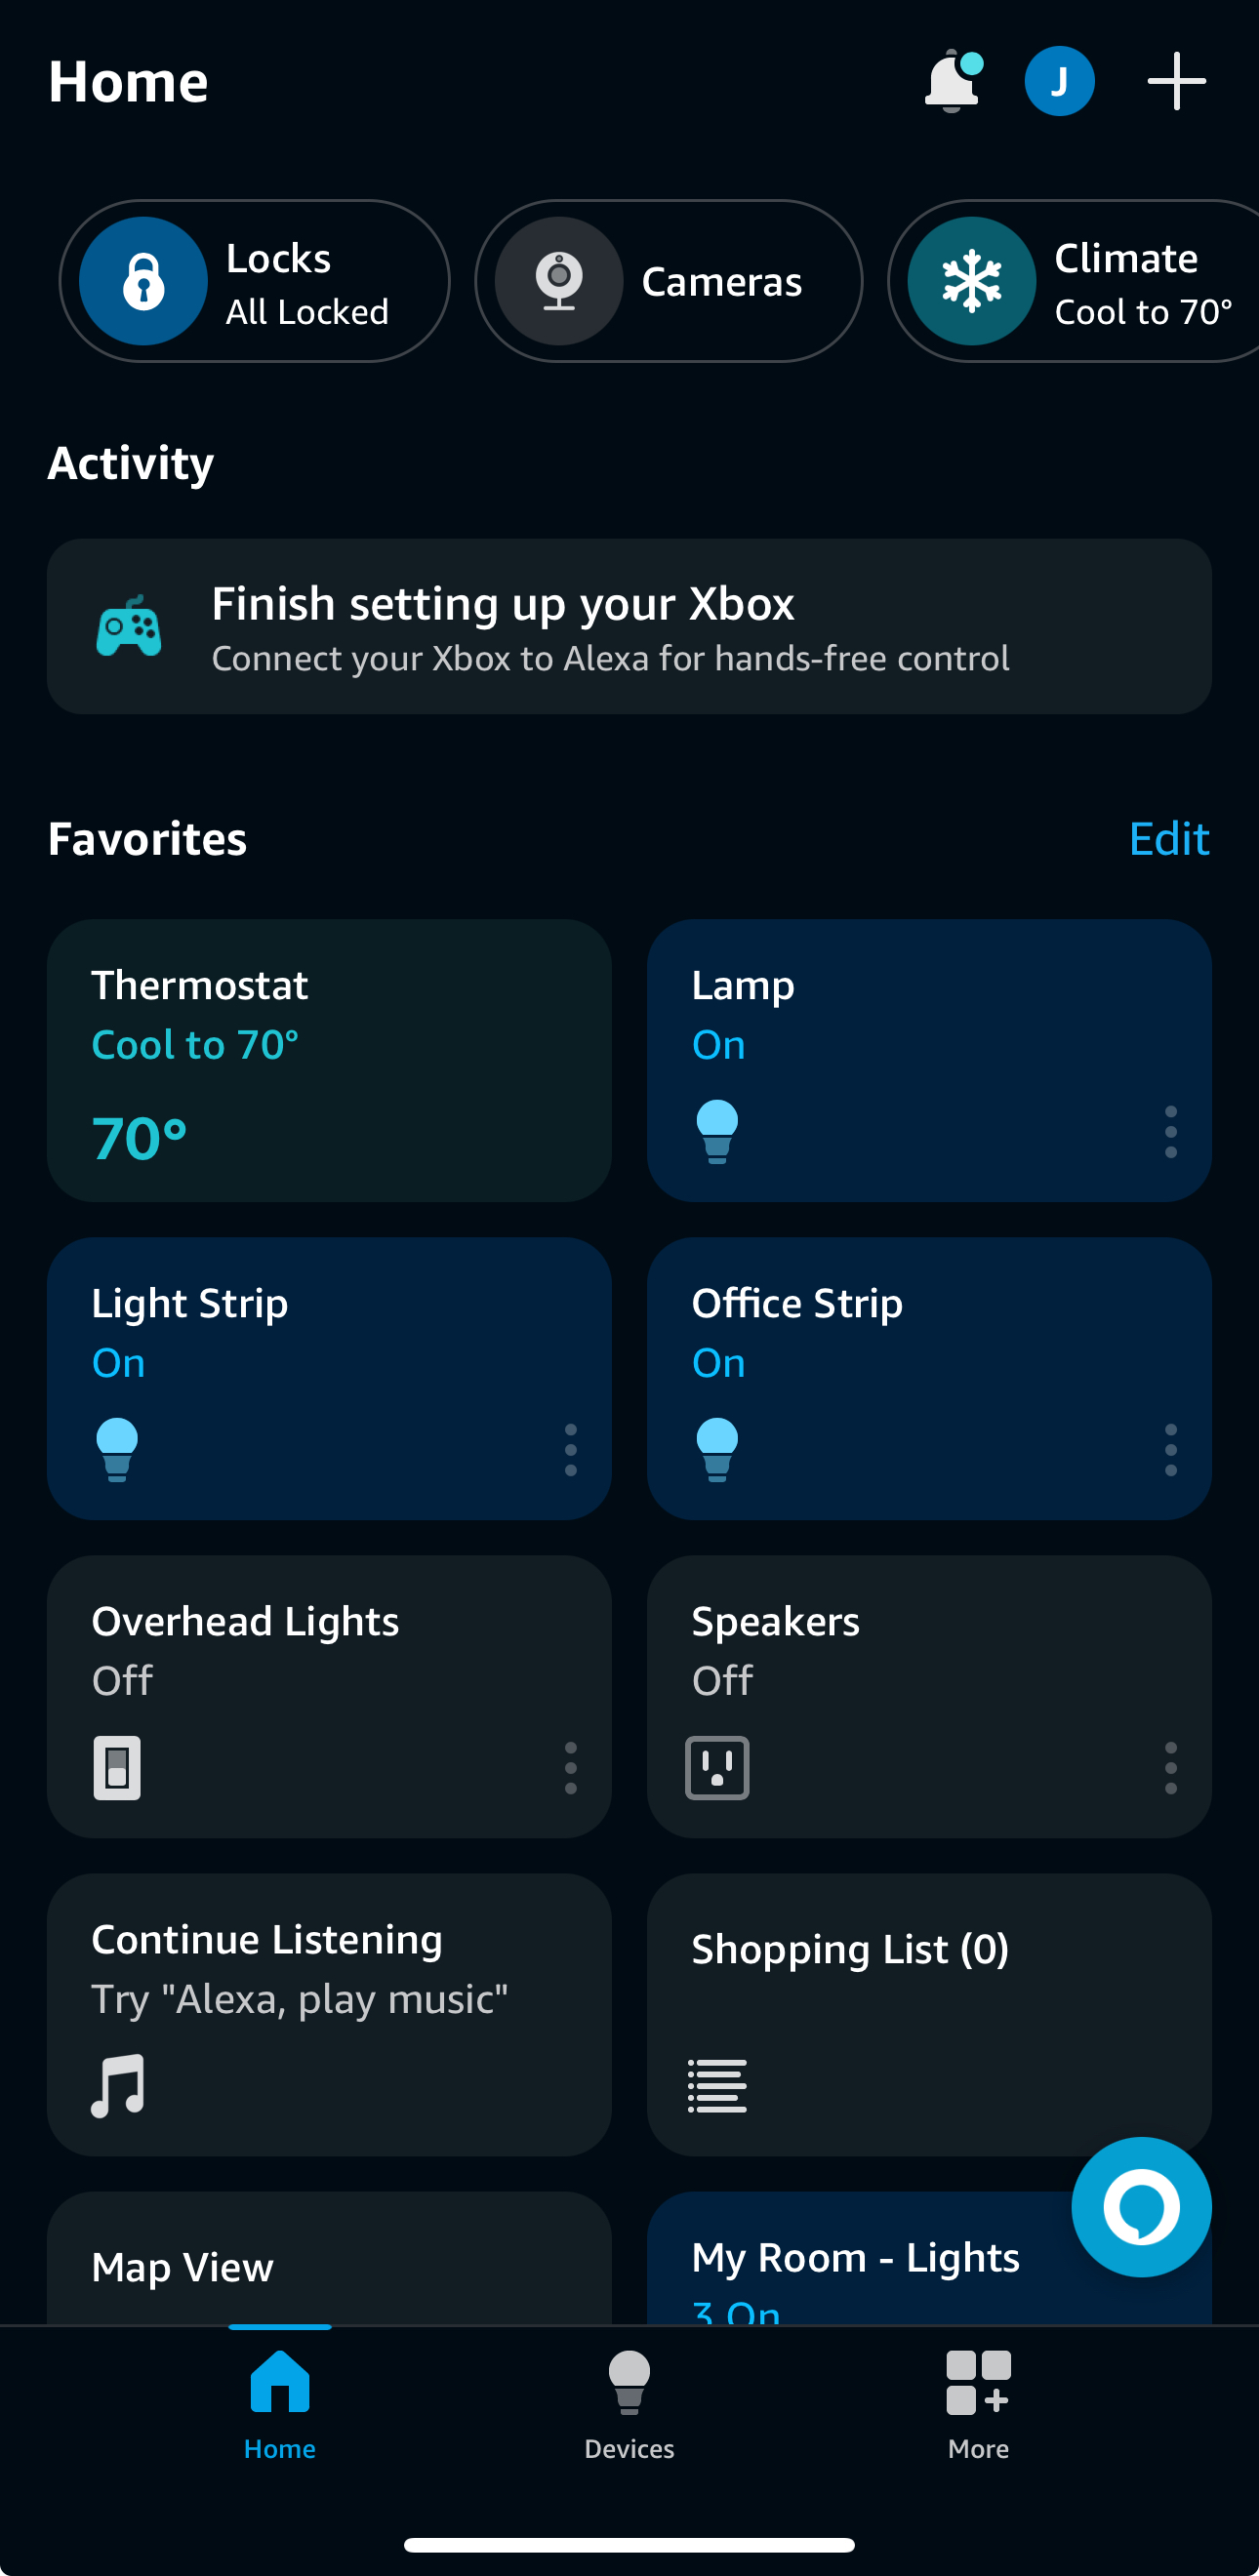 Home
J
Locks
All Locked
Cameras
Climate
Cool to 70°
Activity
Finish setting up your Xbox
Connect your Xbox to Alexa for hands-free control
Favorites
Edit
Thermostat
Cool to 70°
70°
Lamp
On
Light Strip
On
Office Strip
On
Overhead Lights
Off
Speakers
Off
Continue Listening
Try "Alexa, play music"
Shopping List (0)
Map View
My Room - Lights
3 On
Home
Devices
More